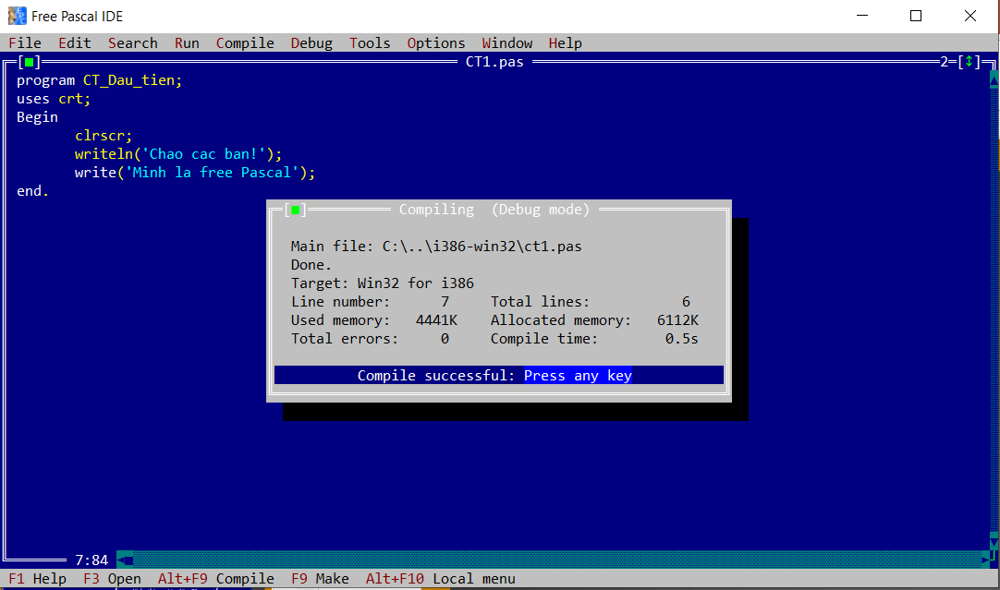 Free Pascal IDE
File Edit Search Run Compile Debug Tools Options Window Help
CT1.pas 2=[↕]
program CT_Dau_tien;
uses crt;
Begin
clrscr;
writeln('Chao cac ban!');
write('Minh la free Pascal');
end.
Compiling (Debug mode)
Main file: C:\..\i386-win32\ct1.pas
Done.
Target: Win32 for i386
Line number: 7 Total lines: 6
Used memory: 4441K Allocated memory: 6112K
Total errors: 0 Compile time: 0.5s
Compile successful: Press any key
7:84
F1 Help F3 Open Alt+F9 Compile F9 Make Alt+F10 Local menu